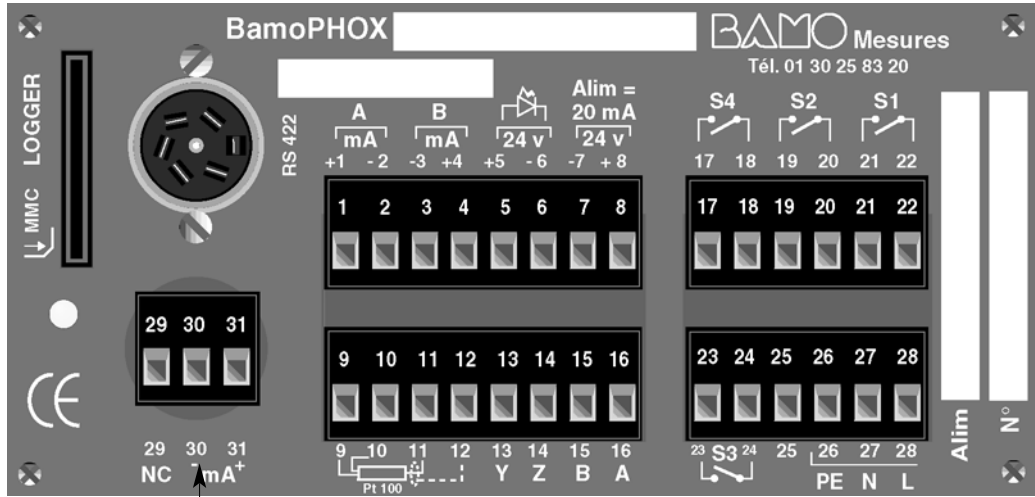 BamoPHOX
BAMO Mesures
Tél. 01 30 25 83 20
MMC LOGGER
RS 422
A
mA
B
mA
24 v
Alim =
20 mA
24 v
S4
S2
S1
+1 -2 -3 +4 +5 -6 -7 +8
17 18 19 20 21 22
1 2 3 4 5 6 7 8
17 18 19 20 21 22
29 30 31
9 10 11 12 13 14 15 16
23 24 25 26 27 28
29 30 31
NC - mA +
9 10 11 12 13 14 15 16
Pt 100
Y Z B A
23 S3 24 25 26 27 28
PE N L
CE
Alim
N°